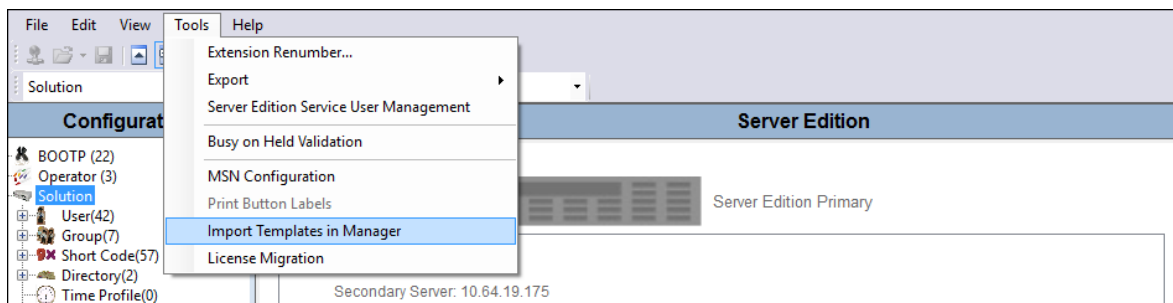 File Edit View Tools Help
Extension Renumber...
Export
Solution
Server Edition Service User Management
Configurat
Server Edition
Busy on Held Validation
BOOTP (22)
Operator (3)
MSN Configuration
Solution
Print Button Labels
Server Edition Primary
User(42)
Group(7)
Import Templates in Manager
Short Code(57)
License Migration
Directory(2)
Time Profile(0)
Secondary Server: 10.64.19.175